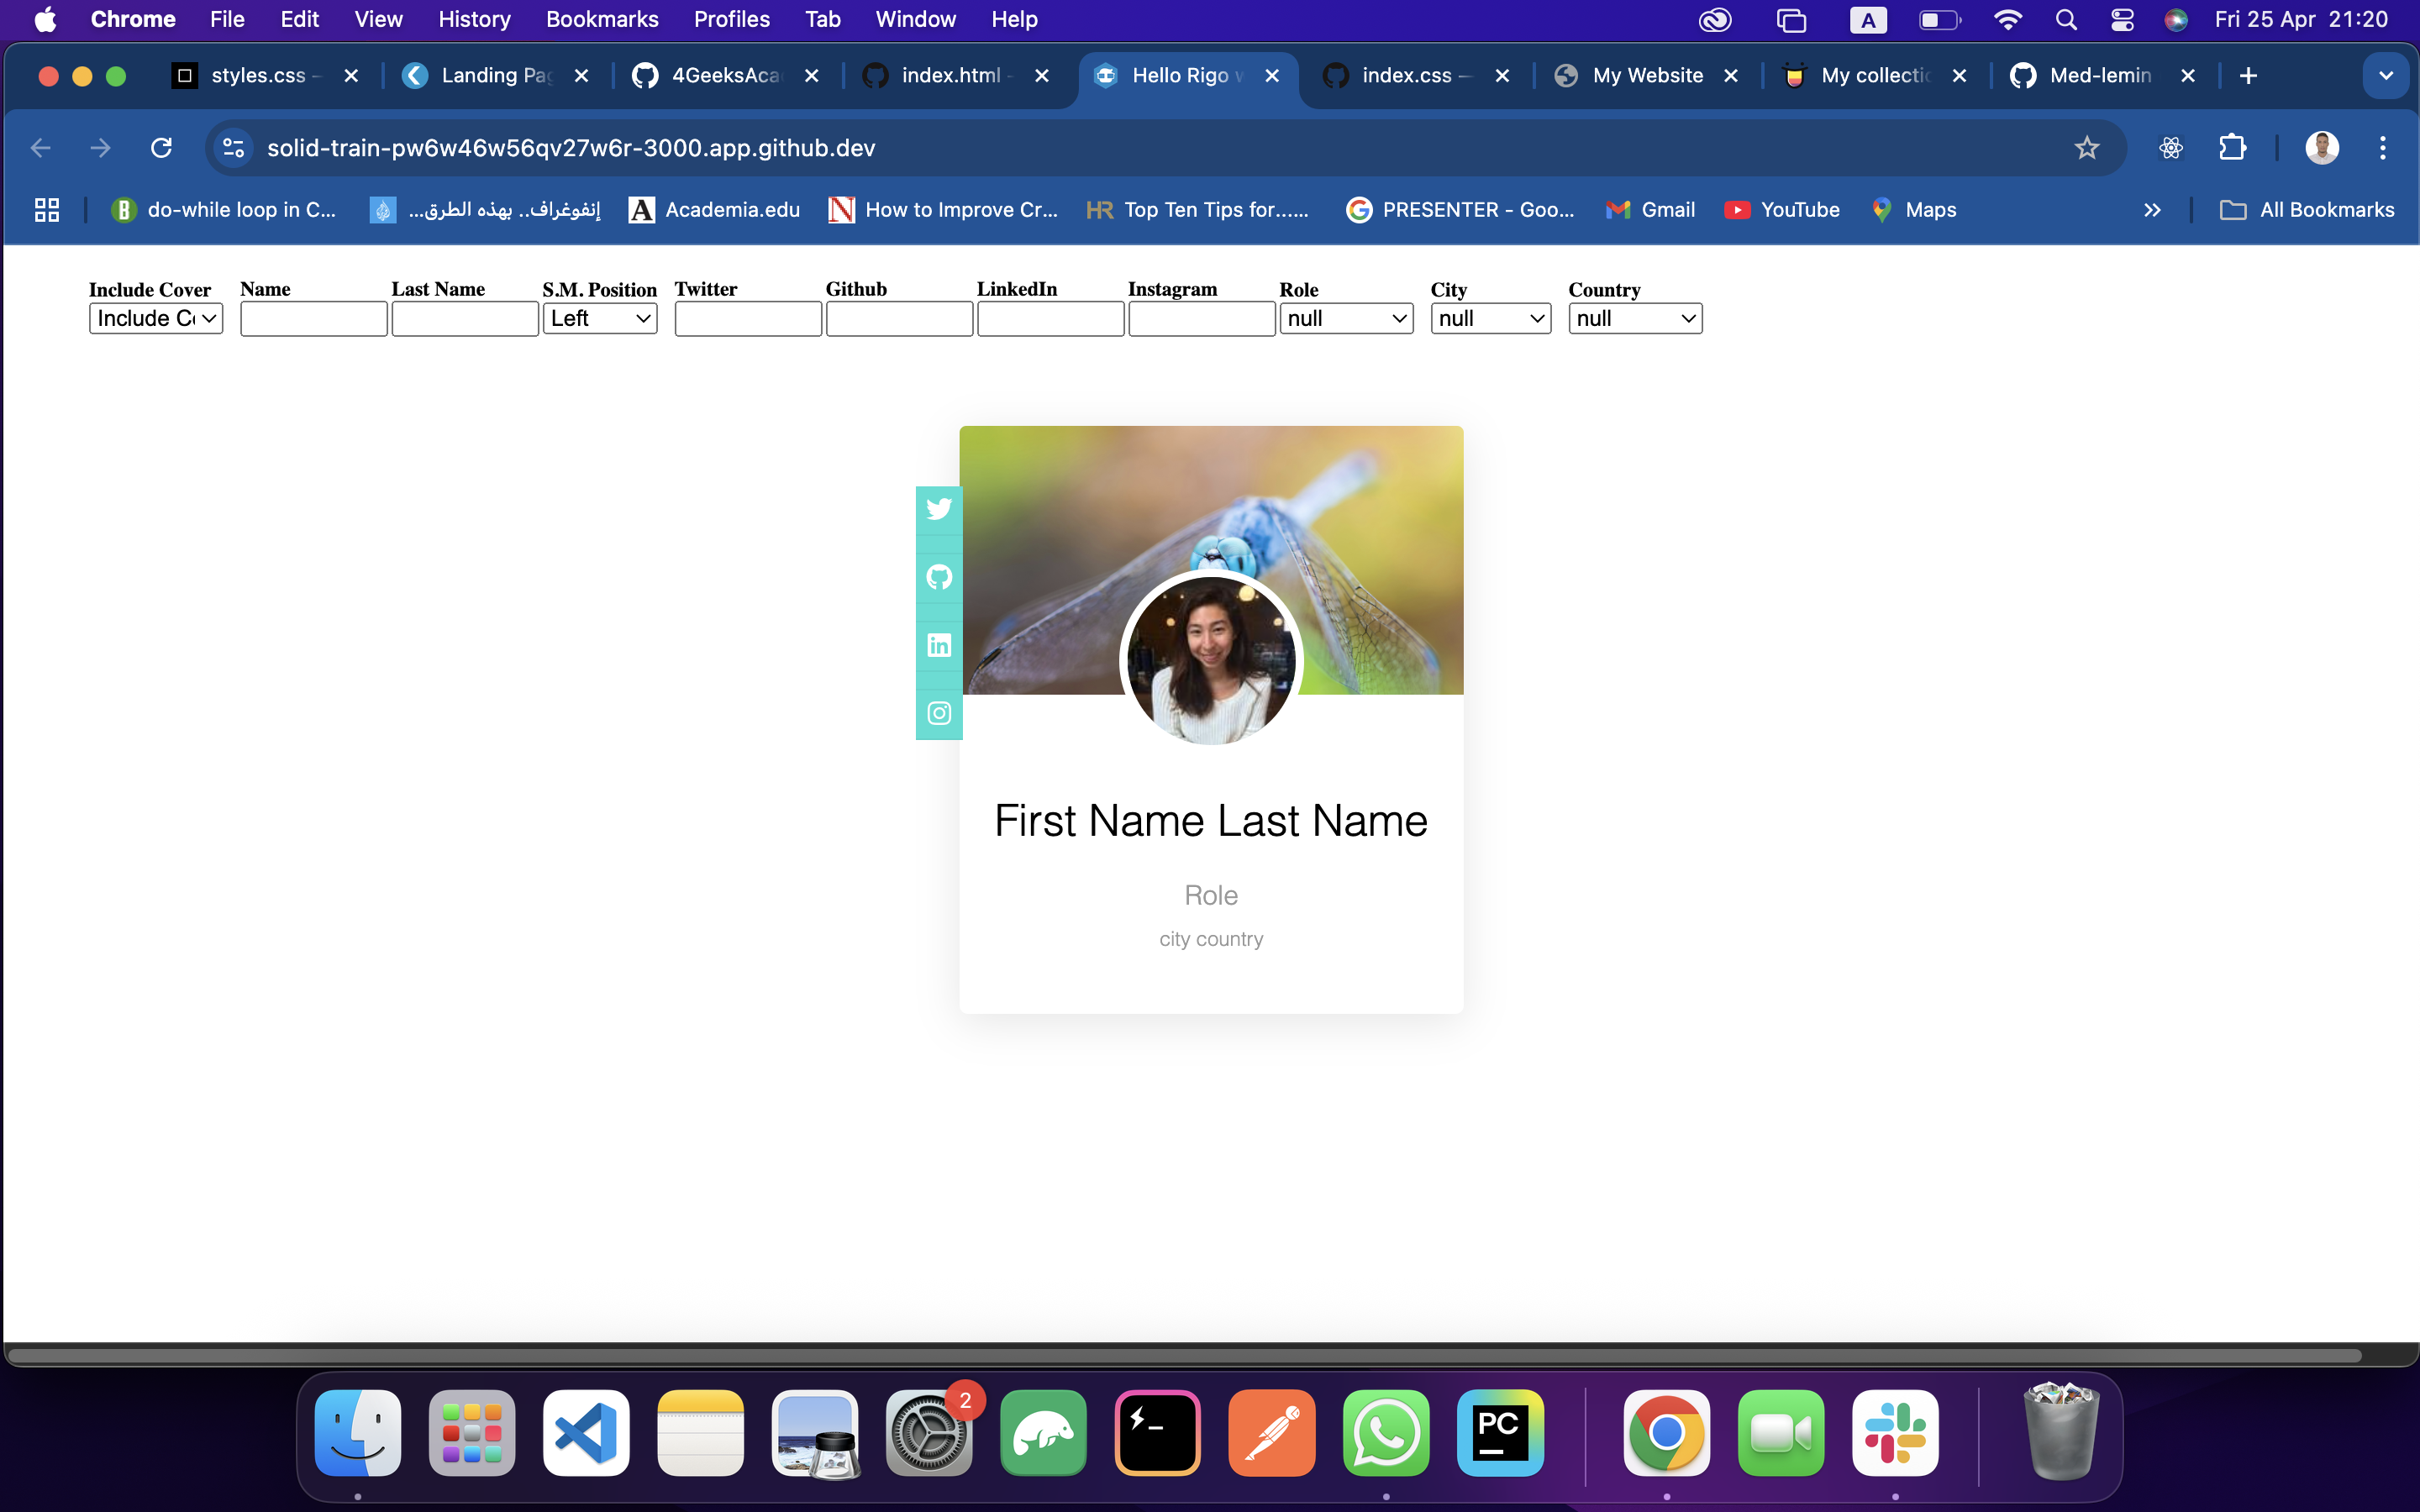 Chrome File Edit View History Bookmarks Profiles Tab Window Help A Fri 25 Apr 21:20
styles.css – Landing Pag 4GeeksAca index.html - Hello Rigo w index.css — My Website My collectic Med-lemin
solid-train-pw6w46w56qv27w6r-3000.app.github.dev
do-while loop in C... إنفوغراف.. بهذه الطرق... A Academia.edu N How to Improve Cr... HR Top Ten Tips for...... PRESENTER - Goo... Gmail YouTube Maps All Bookmarks
Include Cover Name Last Name S.M. Position Twitter Github LinkedIn Instagram Role City Country
Include Co Left null null null
in
First Name Last Name
Role
city country
2
PC